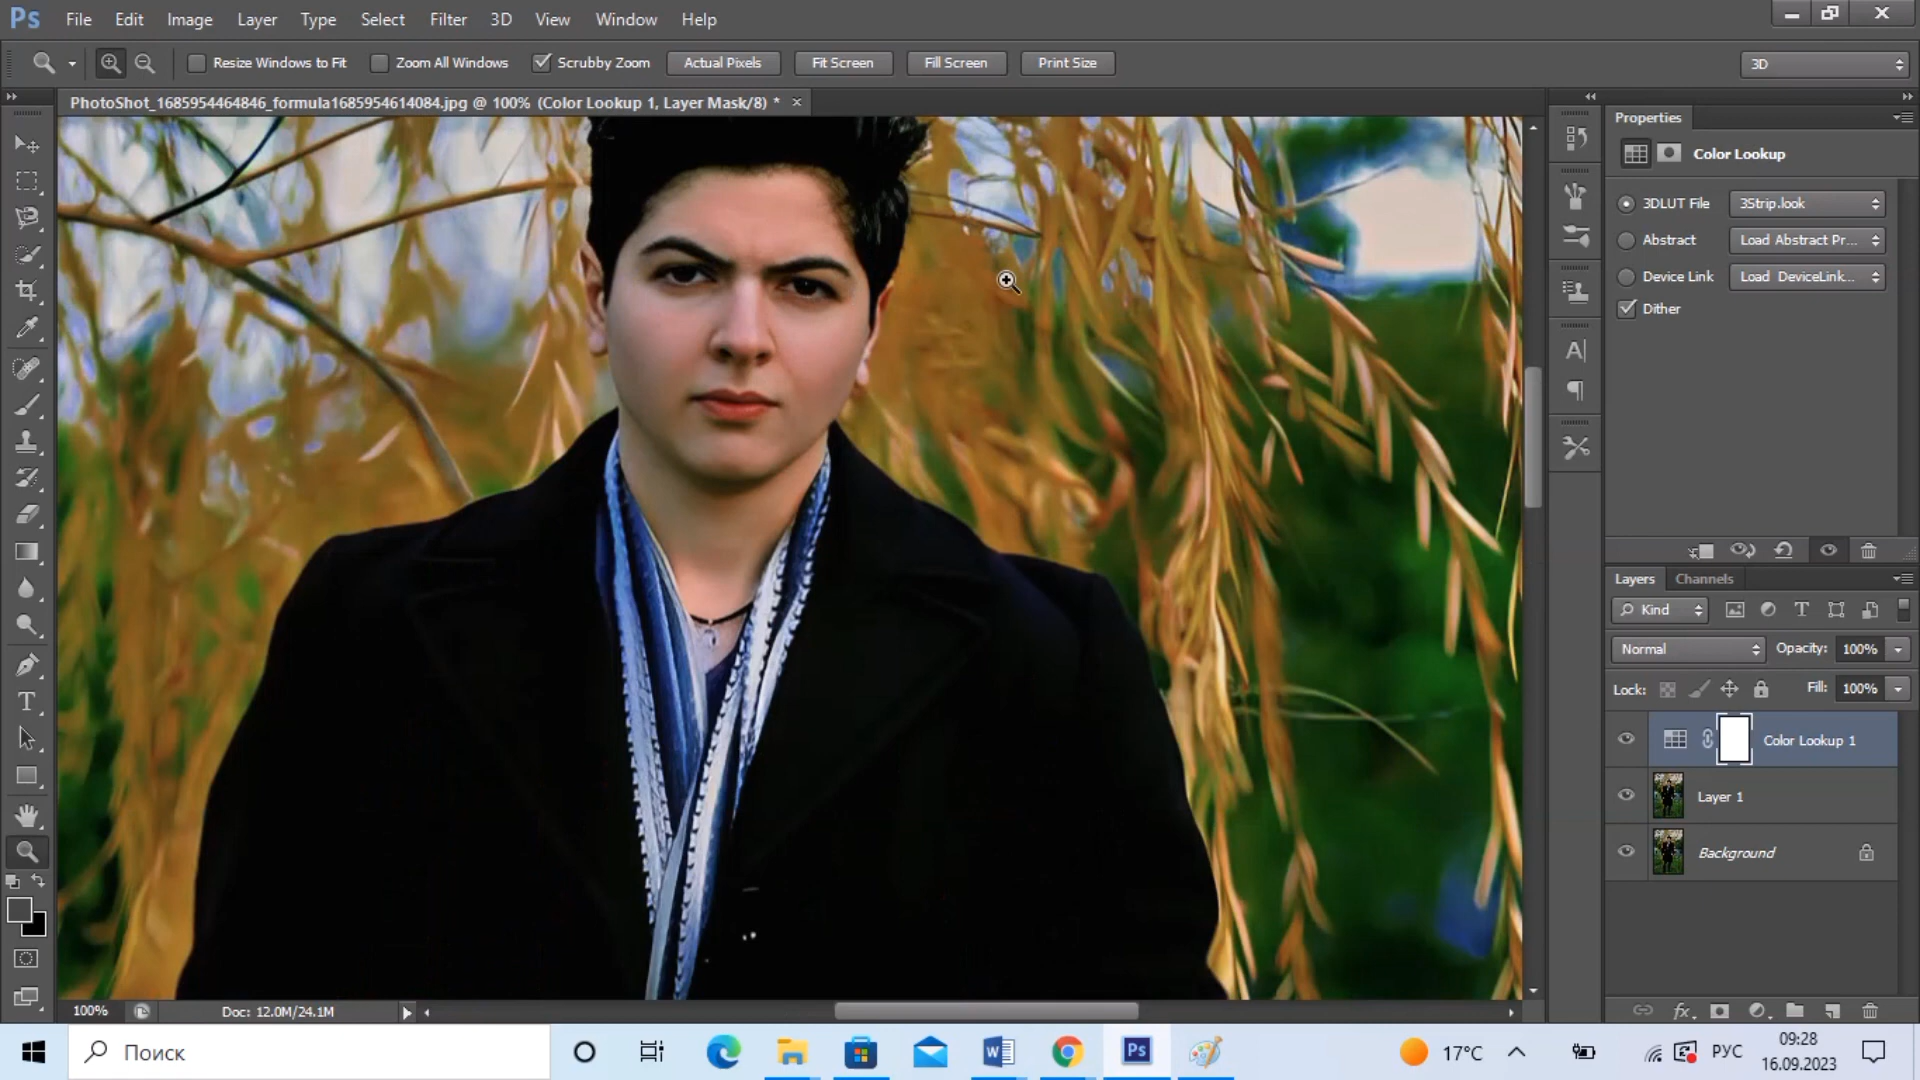 Ps File Edit Image Layer Type Select Filter 3D View Window Help
Resize Windows to Fit Zoom All Windows Scrubby Zoom Actual Pixels Fit Screen Fill Screen Print Size 3D
PhotoShot_1685954464846_formula1685954614084.jpg @ 100% (Color Lookup 1, Layer Mask/8) *
Properties
Color Lookup
3DLUT File 3Strip.look
Abstract Load Abstract Pr...
Device Link Load DeviceLink...
Dither
Layers Channels
Kind
Normal Opacity: 100%
Lock: Fill: 100%
Color Lookup 1
Layer 1
Background
100% Doc: 12.0M/24.1M
Поиск
17°C
РУС
09:28
16.09.2023